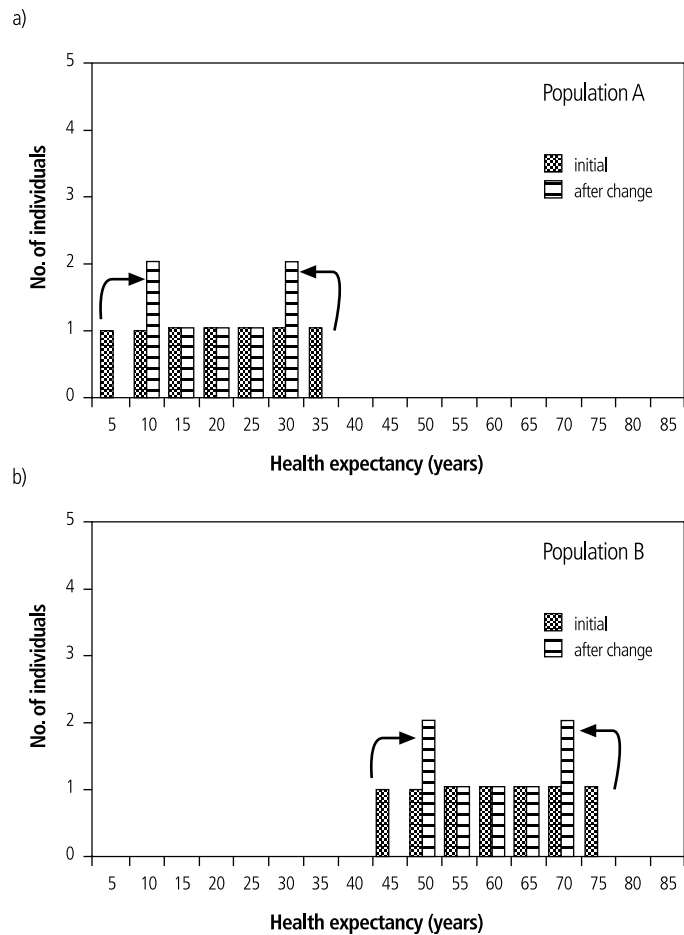 a)
5
4
3
2
1
0
No. of individuals
Population A
initial
after change
5 10 15 20 25 30 35 40 45 50 55 60 65 70 75 80 85
Health expectancy (years)
b)
5
4
3
2
1
0
No. of individuals
Population B
initial
after change
5 10 15 20 25 30 35 40 45 50 55 60 65 70 75 80 85
Health expectancy (years)